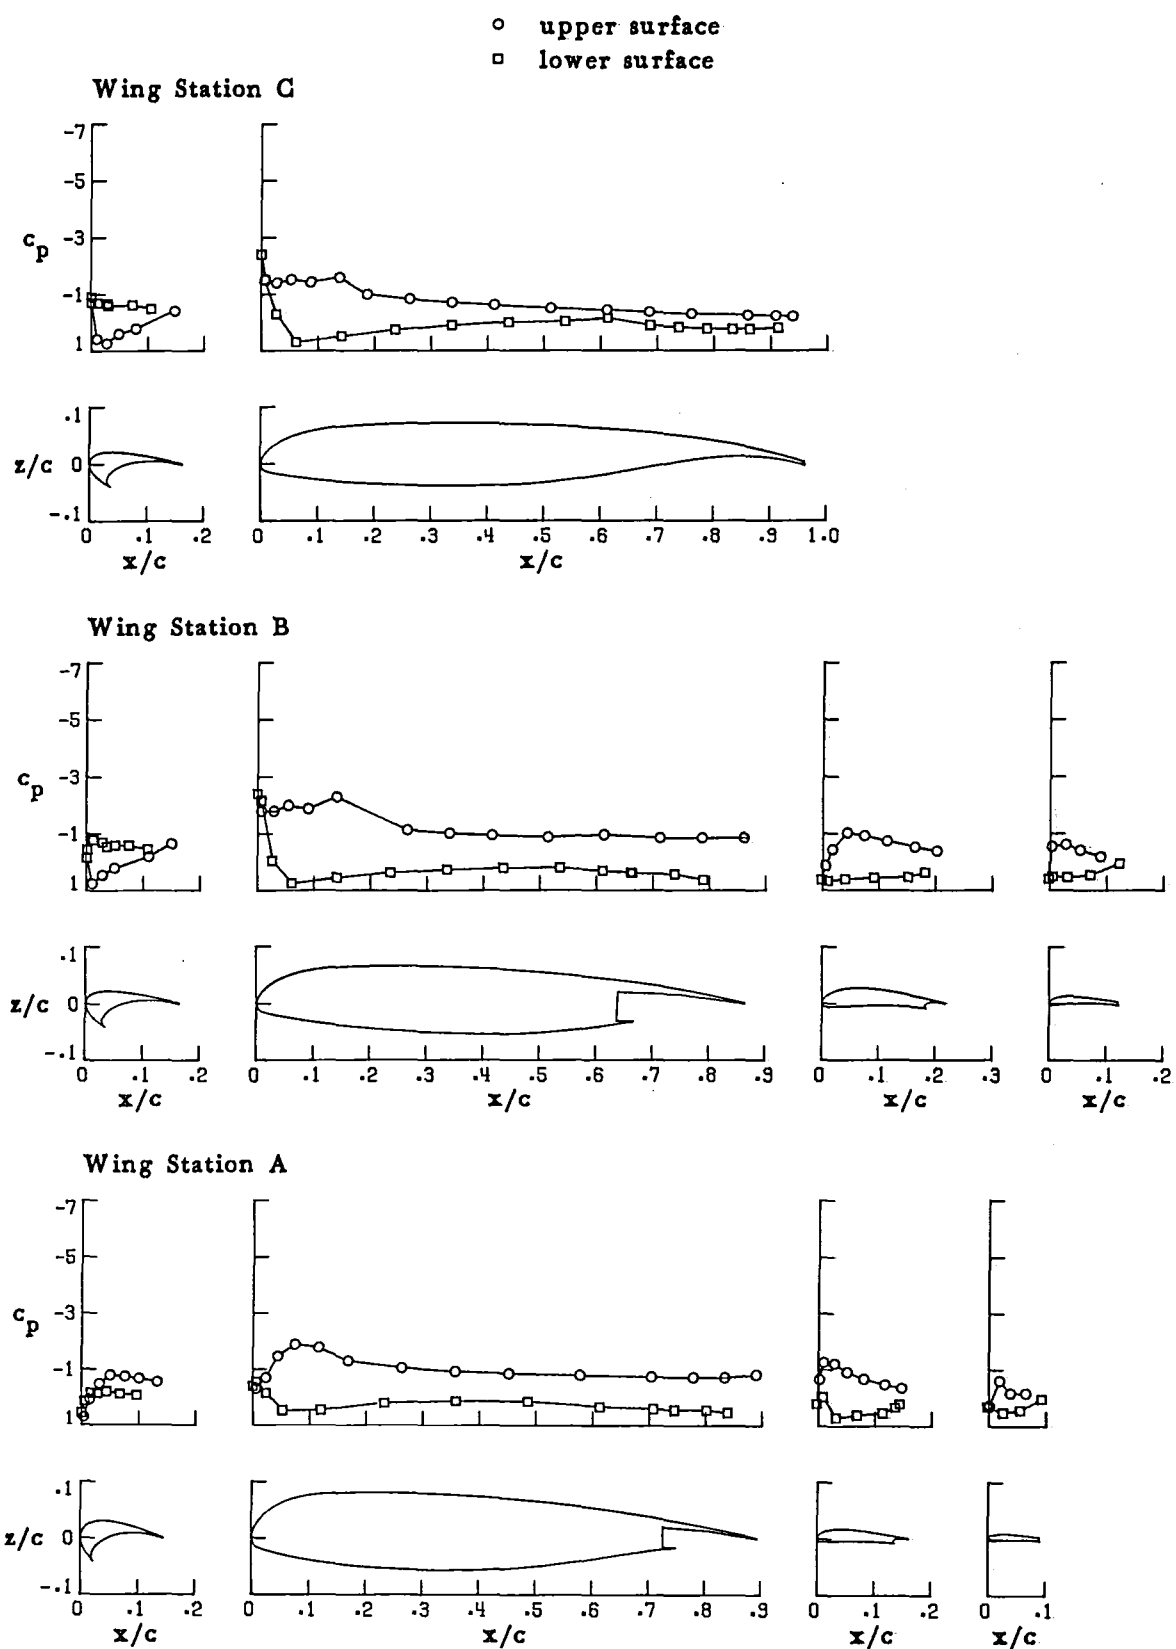 upper surface
lower surface
Wing Station C
-7
-5
-3
c_p
-1
1
.1
z/c 0
-.1
0 .1 .2 0 .1 .2 .3 .4 .5 .6 .7 .8 .9 1.0
x/c x/c
Wing Station B
-7
-5
-3
c_p
-1
1
.1
z/c 0
-.1
0 .1 .2 0 .1 .2 .3 .4 .5 .6 .7 .8 .9 0 .1 .2 .3 0 .1 .2
x/c x/c x/c x/c
Wing Station A
-7
-5
-3
c_p
-1
1
.1
z/c 0
-.1
0 .1 .2 0 .1 .2 .3 .4 .5 .6 .7 .8 .9 0 .1 .2 0 .1
x/c x/c x/c x/c